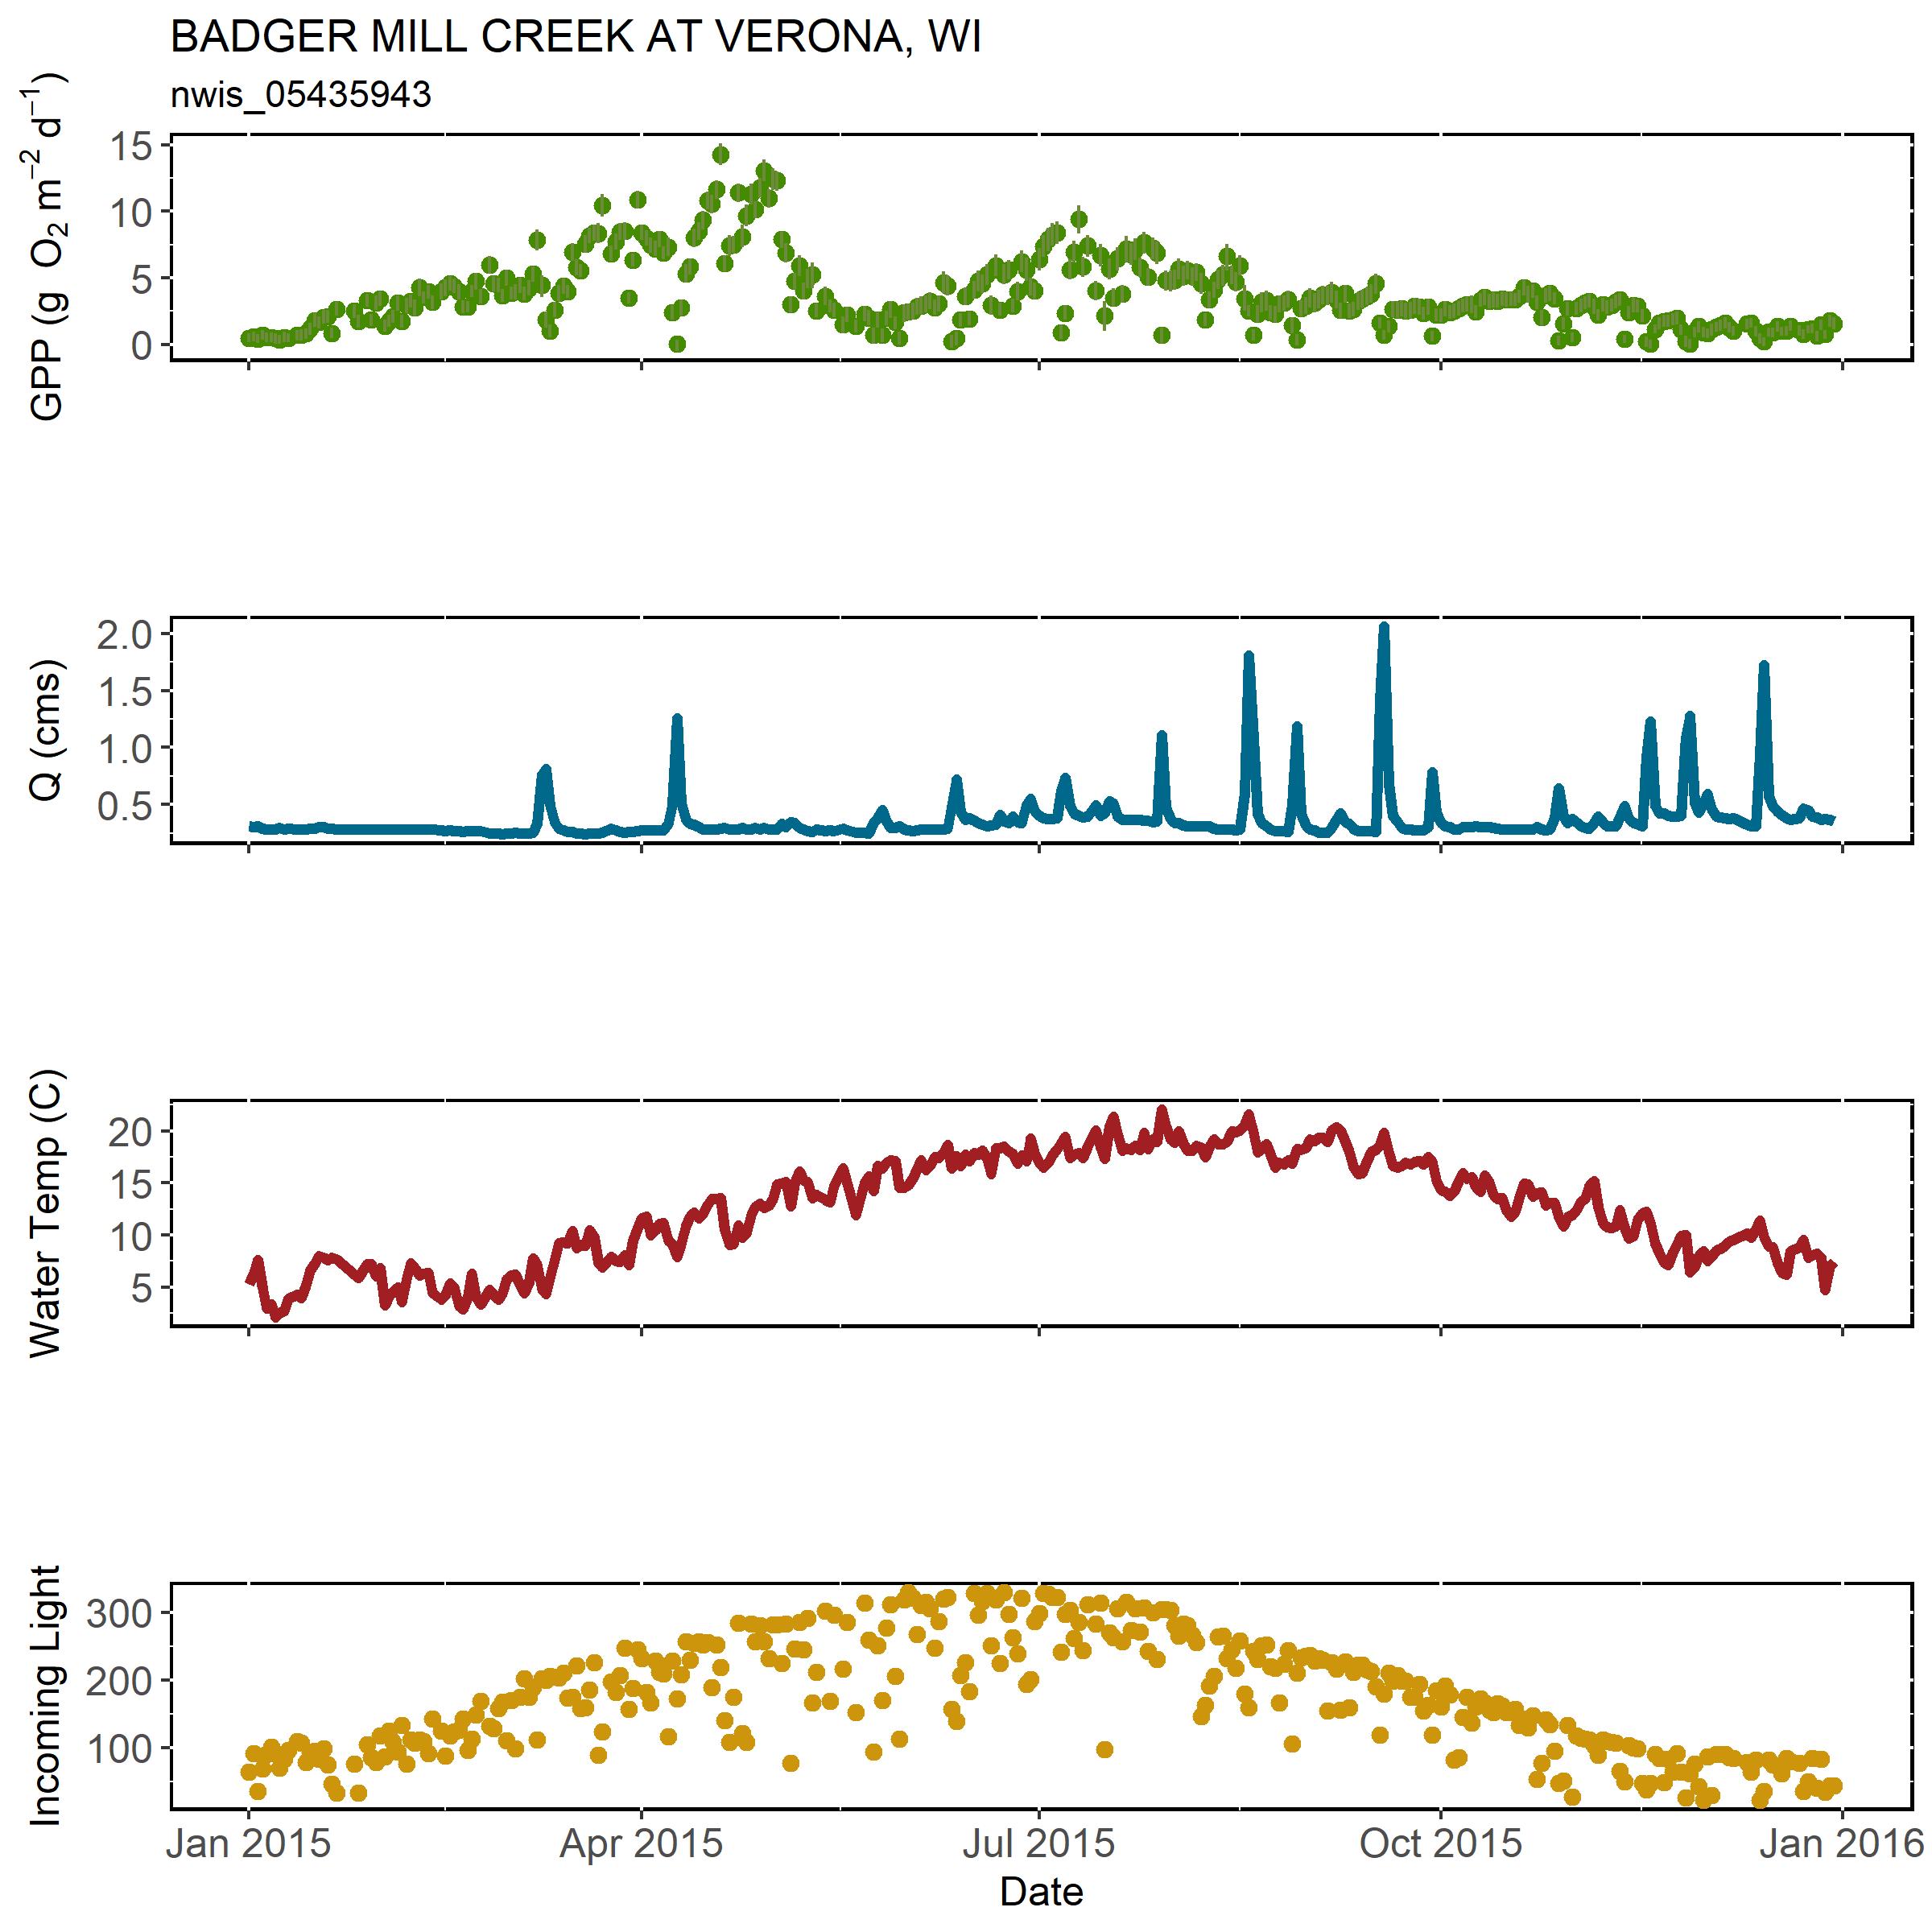 BADGER MILL CREEK AT VERONA, WI
nwis_05435943
GPP (g O₂ m⁻² d⁻¹)
15
10
5
0
Q (cms)
2.0
1.5
1.0
0.5
Water Temp (C)
20
15
10
5
Incoming Light
300
200
100
Jan 2015 Apr 2015 Jul 2015 Oct 2015 Jan 2016
Date